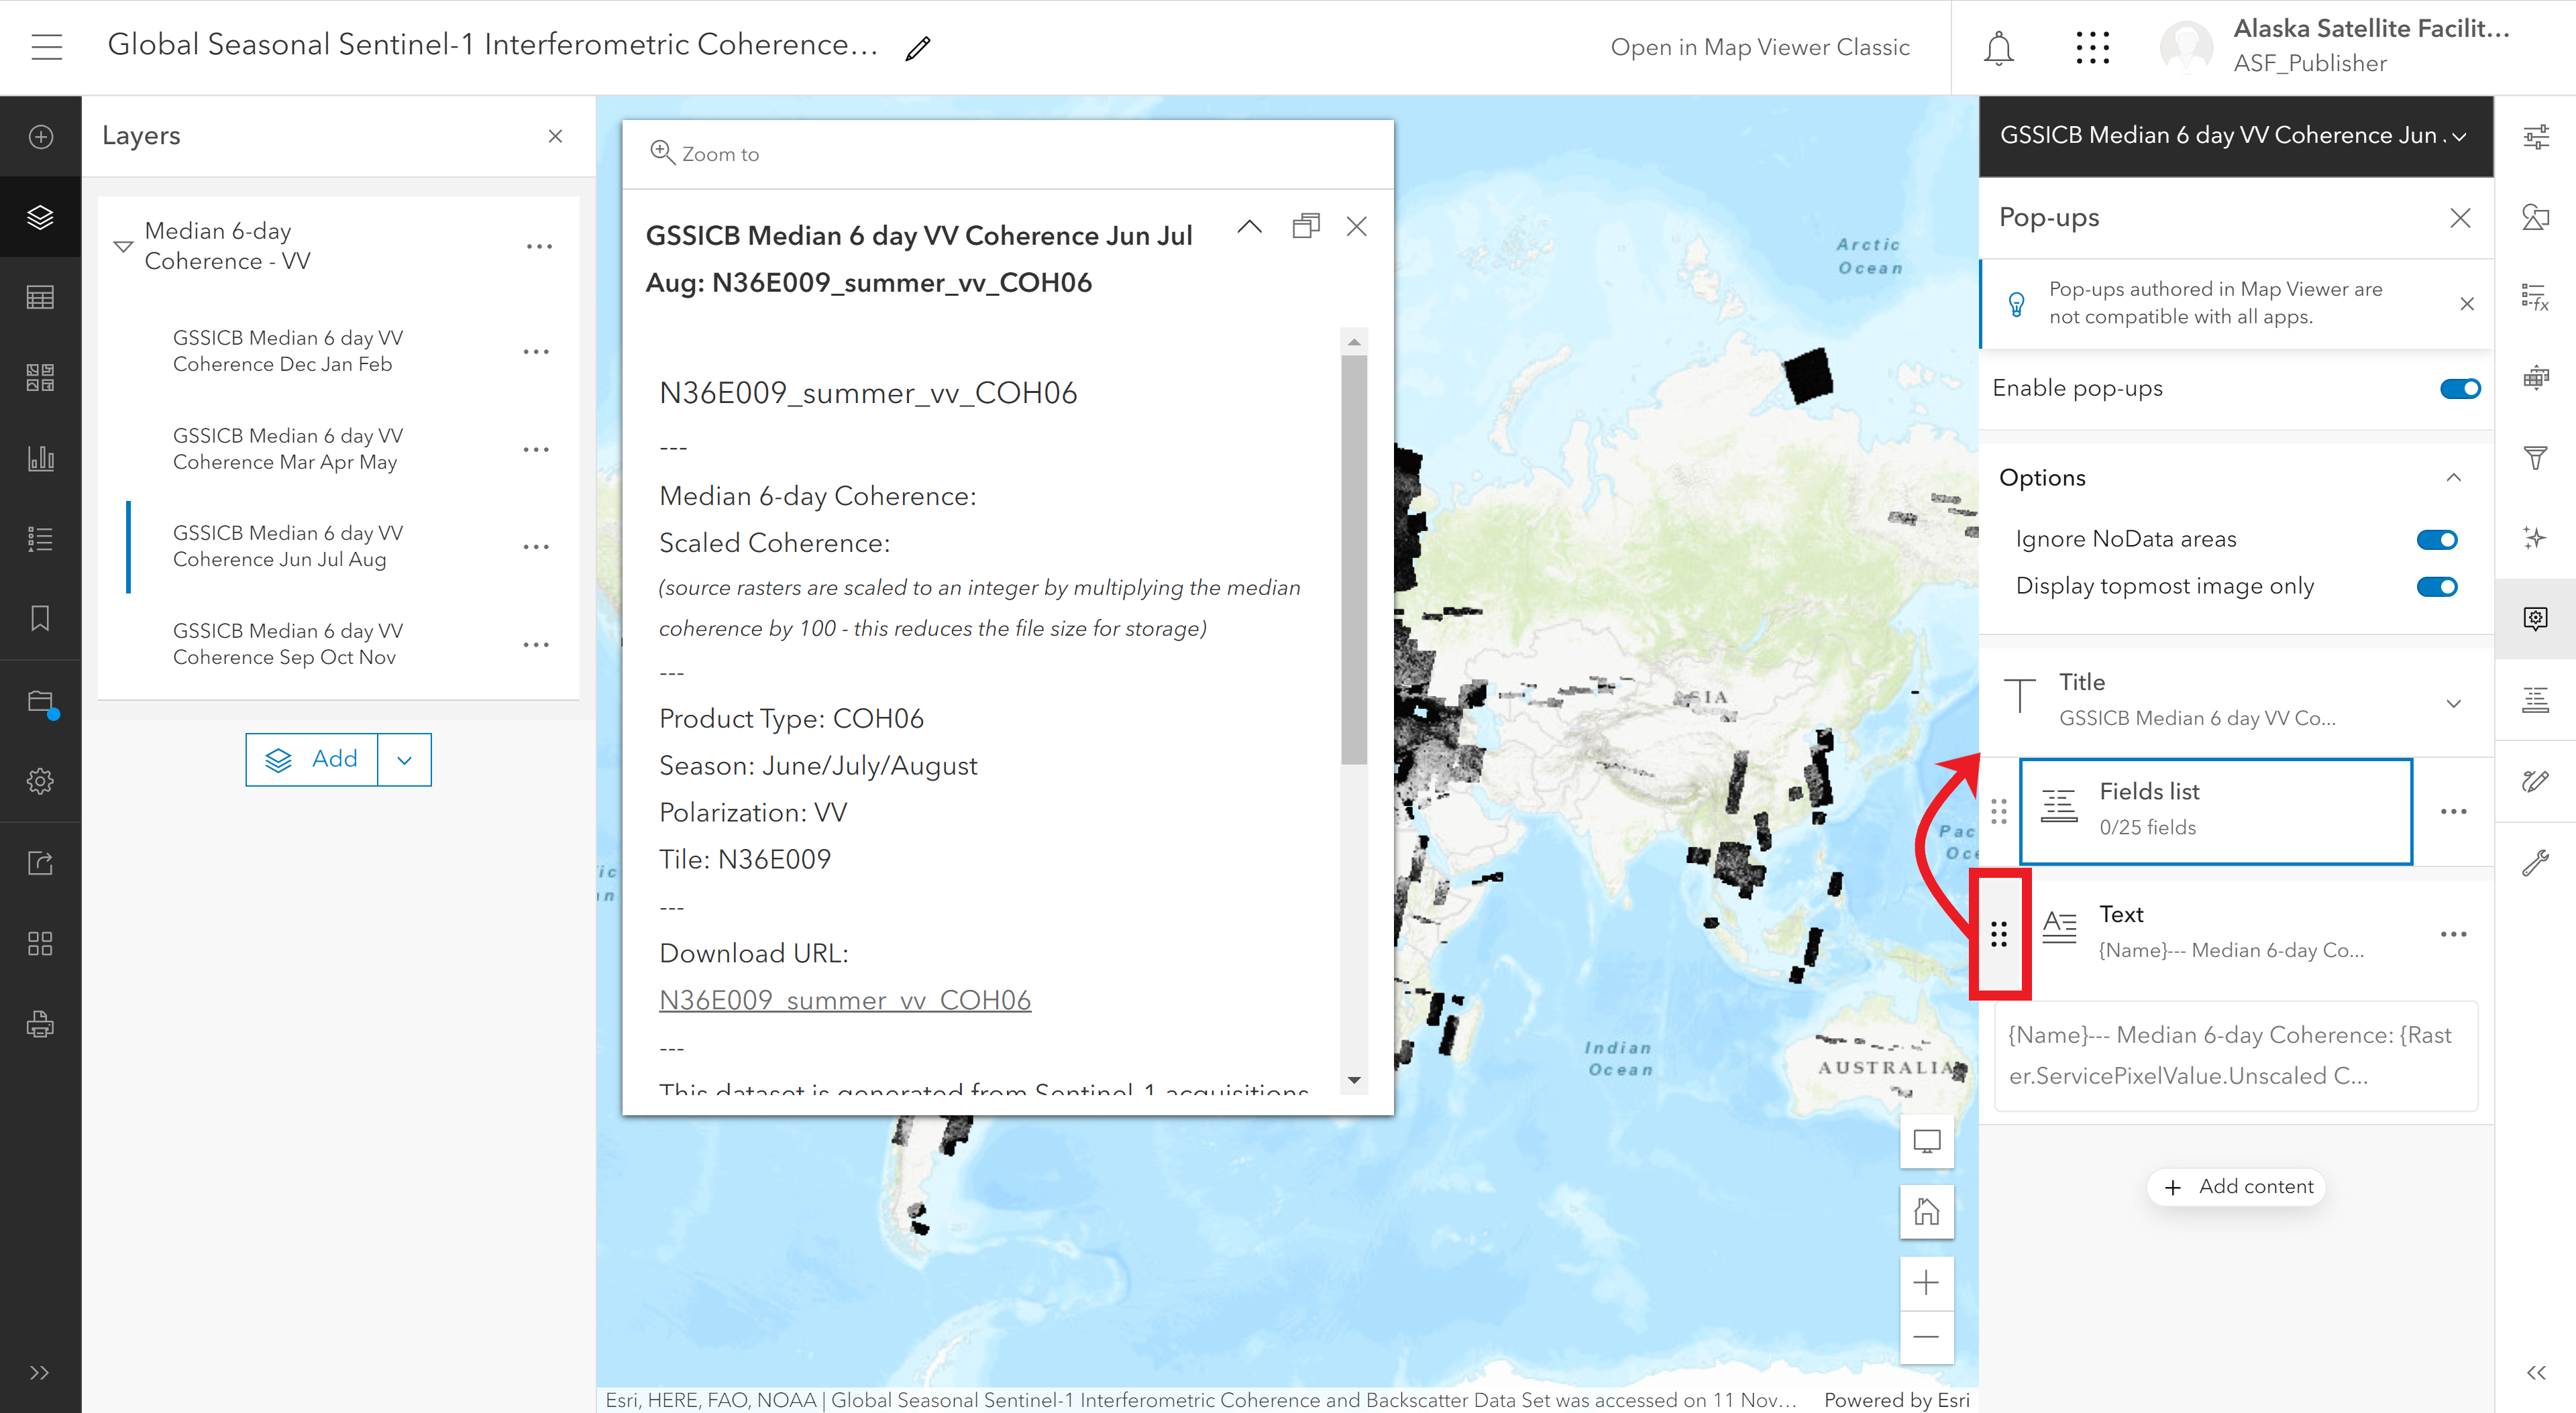 Global Seasonal Sentinel-1 Interferometric Coherence...
Open in Map Viewer Classic
Alaska Satellite Facilit...
ASF_Publisher
Layers
Median 6-day
Coherence - VV
GSSICB Median 6 day VV
Coherence Dec Jan Feb
GSSICB Median 6 day VV
Coherence Mar Apr May
GSSICB Median 6 day VV
Coherence Jun Jul Aug
GSSICB Median 6 day VV
Coherence Sep Oct Nov
Add
Zoom to
GSSICB Median 6 day VV Coherence Jun Jul
Aug: N36E009_summer_vv_COH06
N36E009_summer_vv_COH06
---
Median 6-day Coherence:
Scaled Coherence:
(source rasters are scaled to an integer by multiplying the median
coherence by 100 - this reduces the file size for storage)
---
Product Type: COH06
Season: June/July/August
Polarization: VV
Tile: N36E009
---
Download URL:
N36E009_summer_vv_COH06
---
This dataset is generated from Sentinel-1 acquisitions
Arctic
Ocean
ASIA
Pac
Oce
ic
n
Indian
Ocean
AUSTRALIA
Esri, HERE, FAO, NOAA | Global Seasonal Sentinel-1 Interferometric Coherence and Backscatter Data Set was accessed on 11 Nov...
Powered by Esri
GSSICB Median 6 day VV Coherence Jun .
Pop-ups
Pop-ups authored in Map Viewer are
not compatible with all apps.
Enable pop-ups
Options
Ignore NoData areas
Display topmost image only
Title
GSSICB Median 6 day VV Co...
Fields list
0/25 fields
Text
{Name}--- Median 6-day Co...
{Name}--- Median 6-day Coherence: {Rast
er.ServicePixelValue.Unscaled C...
+ Add content